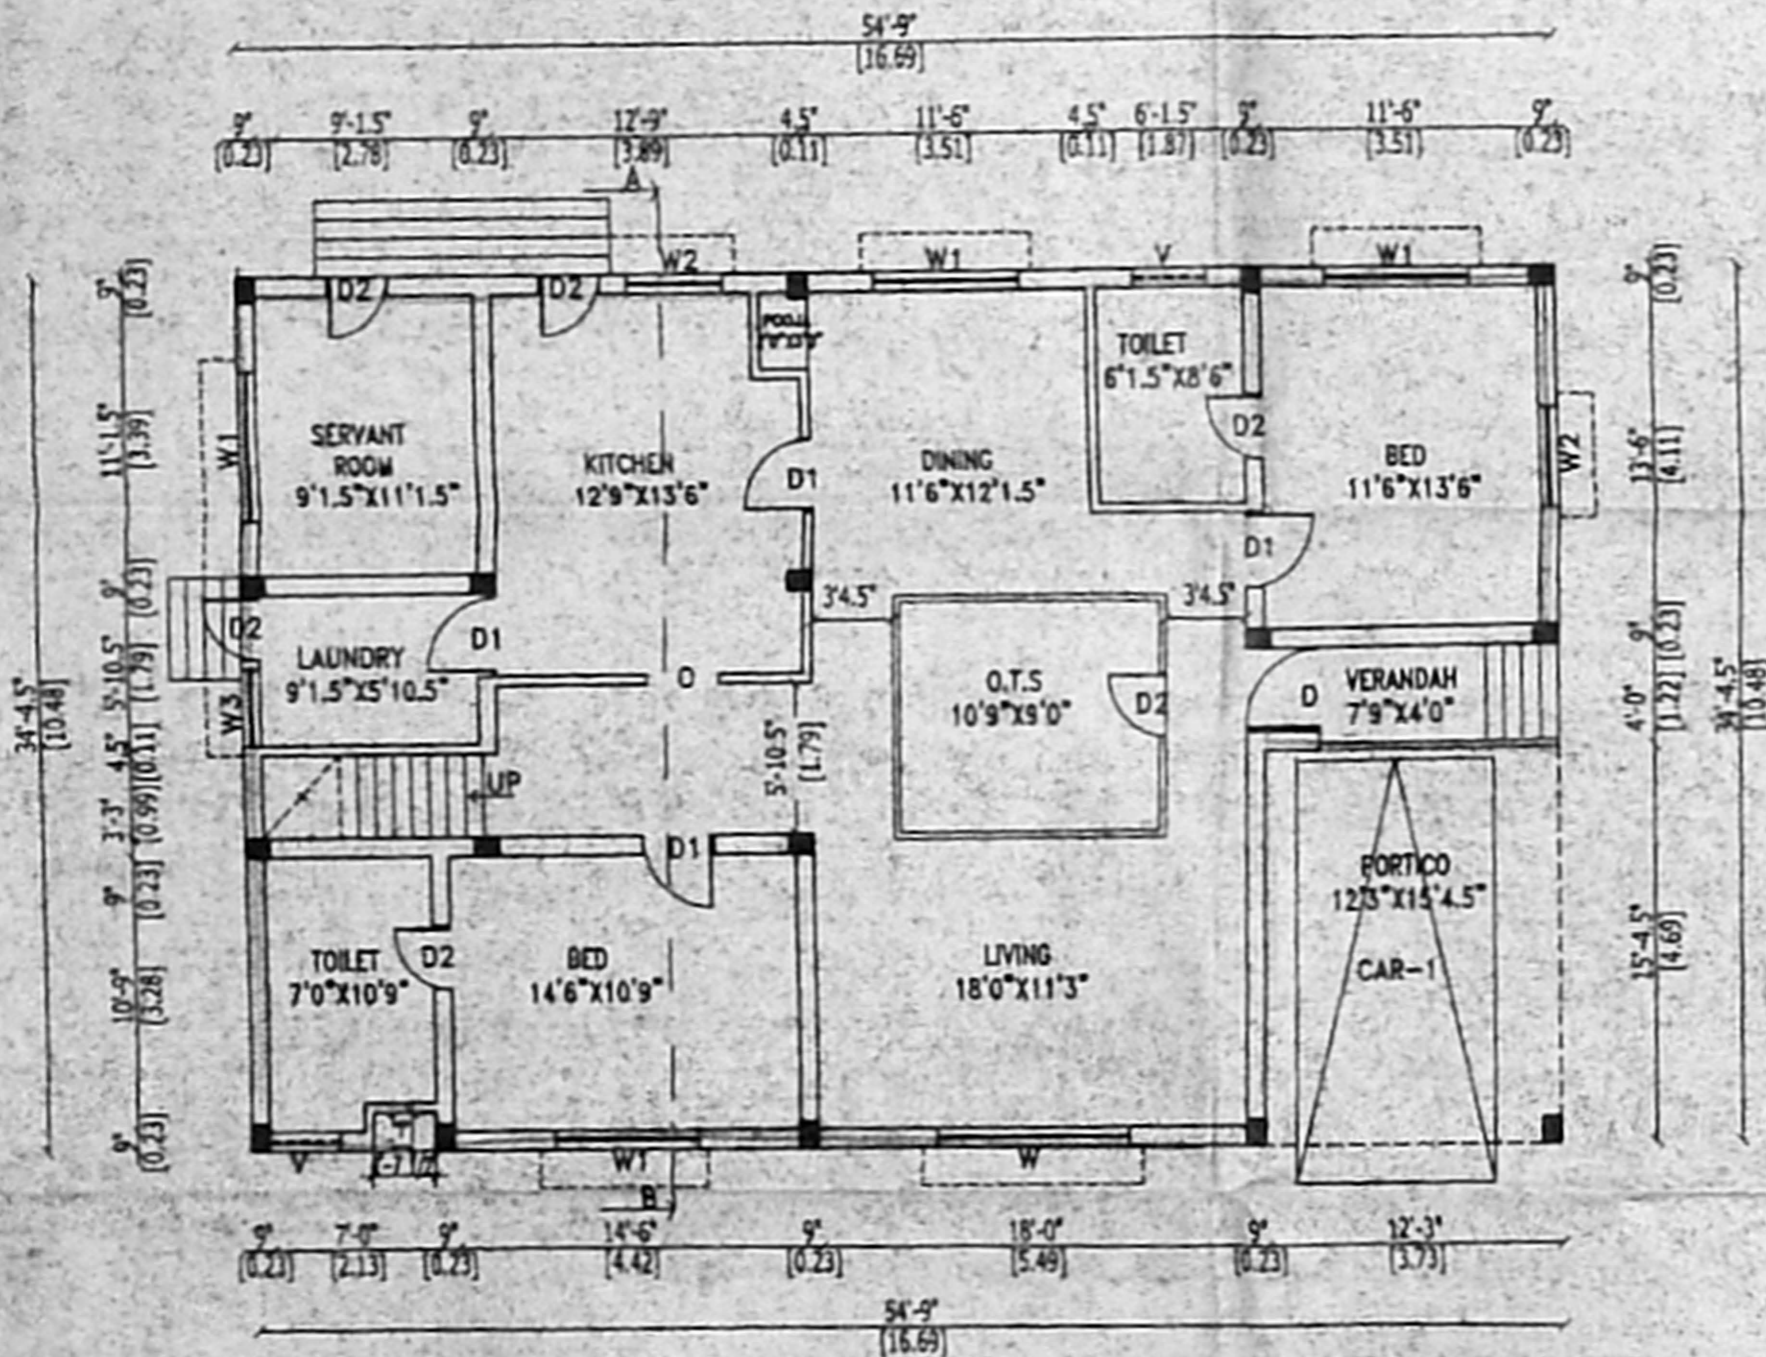 54'-9"
[16.69]
9" 9'-1.5" 9" 12'-9" 4.5" 11'-6" 4.5" 6'-1.5" 9" 11'-6" 9"
[0.23] [2.78] [0.23] [3.89] [0.11] [3.51] [0.11] [1.87] [0.23] [3.51] [0.23]
A
W2 W1 V W1
D2 D2
POOJA
TOILET
6'1.5"X8'6"
D2
SERVANT
ROOM
9'1.5"X11'1.5"
KITCHEN
12'9"X13'6"
D1
DINING
11'6"X12'1.5"
BED
11'6"X13'6"
W1
W2
D1
3'4.5" 3'4.5"
D2
LAUNDRY
9'1.5"X5'10.5"
D1
O
O.T.S
10'9"X9'0"
D2
D
VERANDAH
7'9"X4'0"
W3
5'-10.5"
[1.79]
UP
D1
PORTICO
12'3"X15'4.5"
CAR-1
TOILET
7'0"X10'9"
D2
BED
14'6"X10'9"
LIVING
18'0"X11'3"
V W1 W
B
34'-4.5"
[10.48]
9"
[0.23]
11'-1.5"
[3.39]
9"
[0.23]
5'-10.5"
[1.79]
4.5"
[0.11]
3'-3"
[0.99]
9"
[0.23]
10'-9"
[3.28]
9"
[0.23]
9"
[0.23]
13'-6"
[4.11]
9"
[0.23]
4'-0"
[1.22]
15'-4.5"
[4.69]
34'-4.5"
[10.48]
9" 7'-0" 9" 14'-6" 9" 18'-0" 9" 12'-3"
[0.23] [2.13] [0.23] [4.42] [0.23] [5.49] [0.23] [3.73]
54'-9"
[16.69]